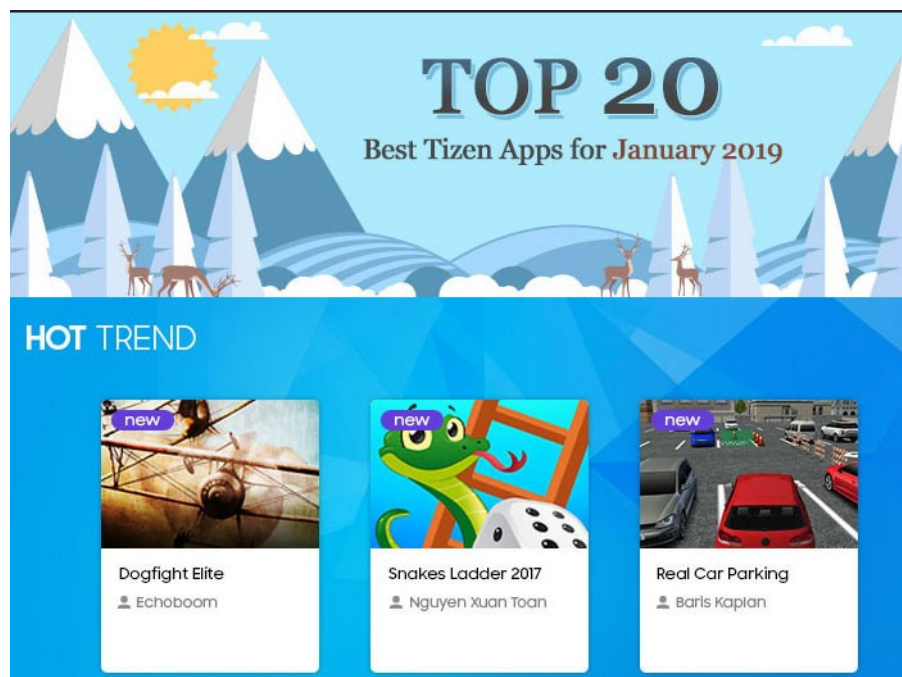 TOP 20
Best Tizen Apps for January 2019
HOT TREND
new
new
new
Dogfight Elite
Echoboom
Snakes Ladder 2017
Nguyen Xuan Toan
Real Car Parking
Baris Kaplan